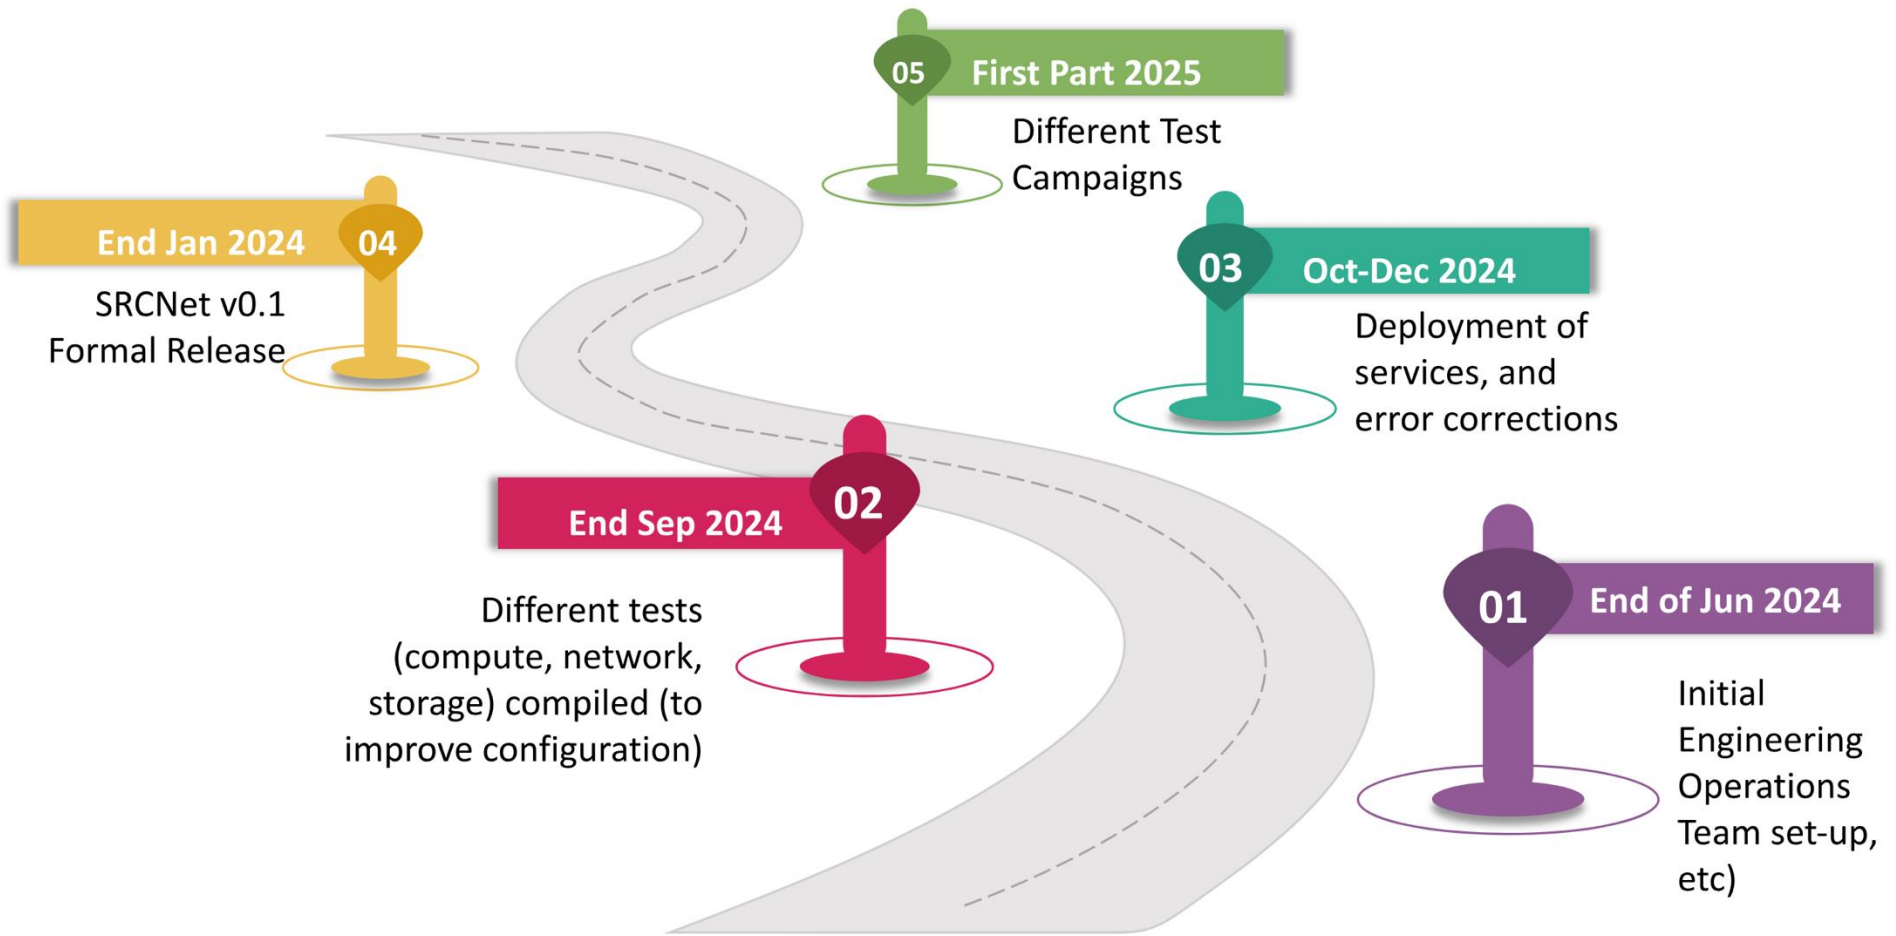 05
First Part 2025
Different Test
Campaigns
End Jan 2024
04
SRCNet v0.1
Formal Release
03
Oct-Dec 2024
Deployment of
services, and
error corrections
End Sep 2024
02
Different tests
(compute, network,
storage) compiled (to
improve configuration)
01
End of Jun 2024
Initial
Engineering
Operations
Team set-up,
etc)